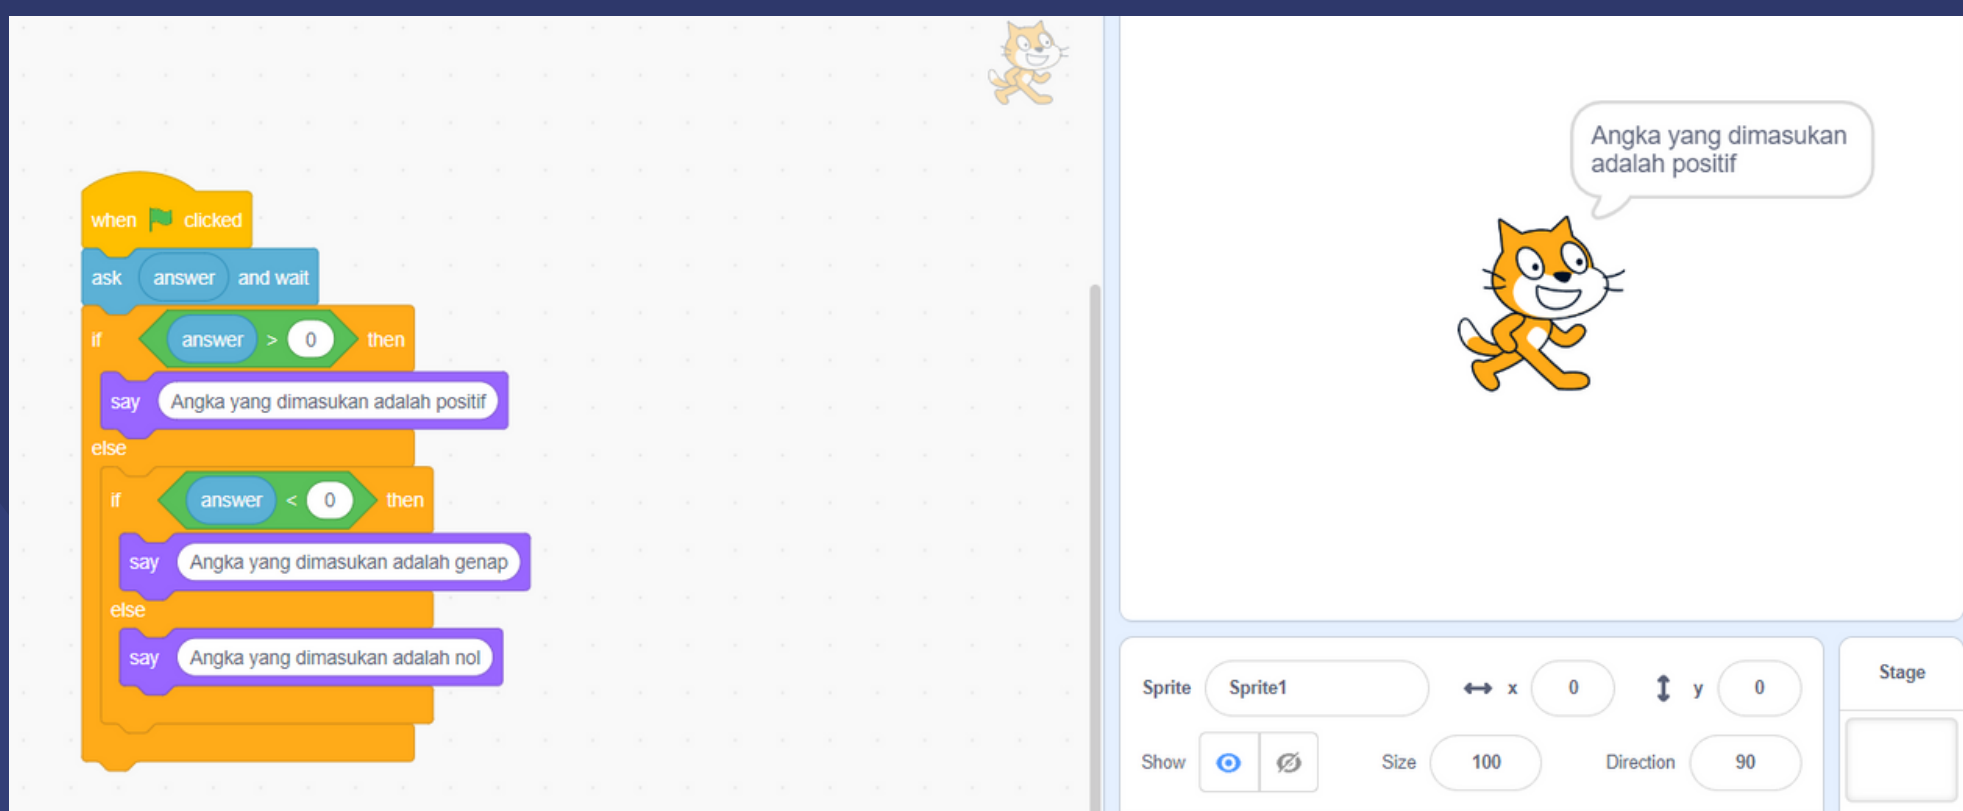 when clicked
ask answer and wait
if answer > 0 then
say Angka yang dimasukan adalah positif
else
if answer < 0 then
say Angka yang dimasukan adalah genap
else
say Angka yang dimasukan adalah nol
Angka yang dimasukan
adalah positif
Sprite Sprite1 x 0 y 0
Show Size 100 Direction 90
Stage